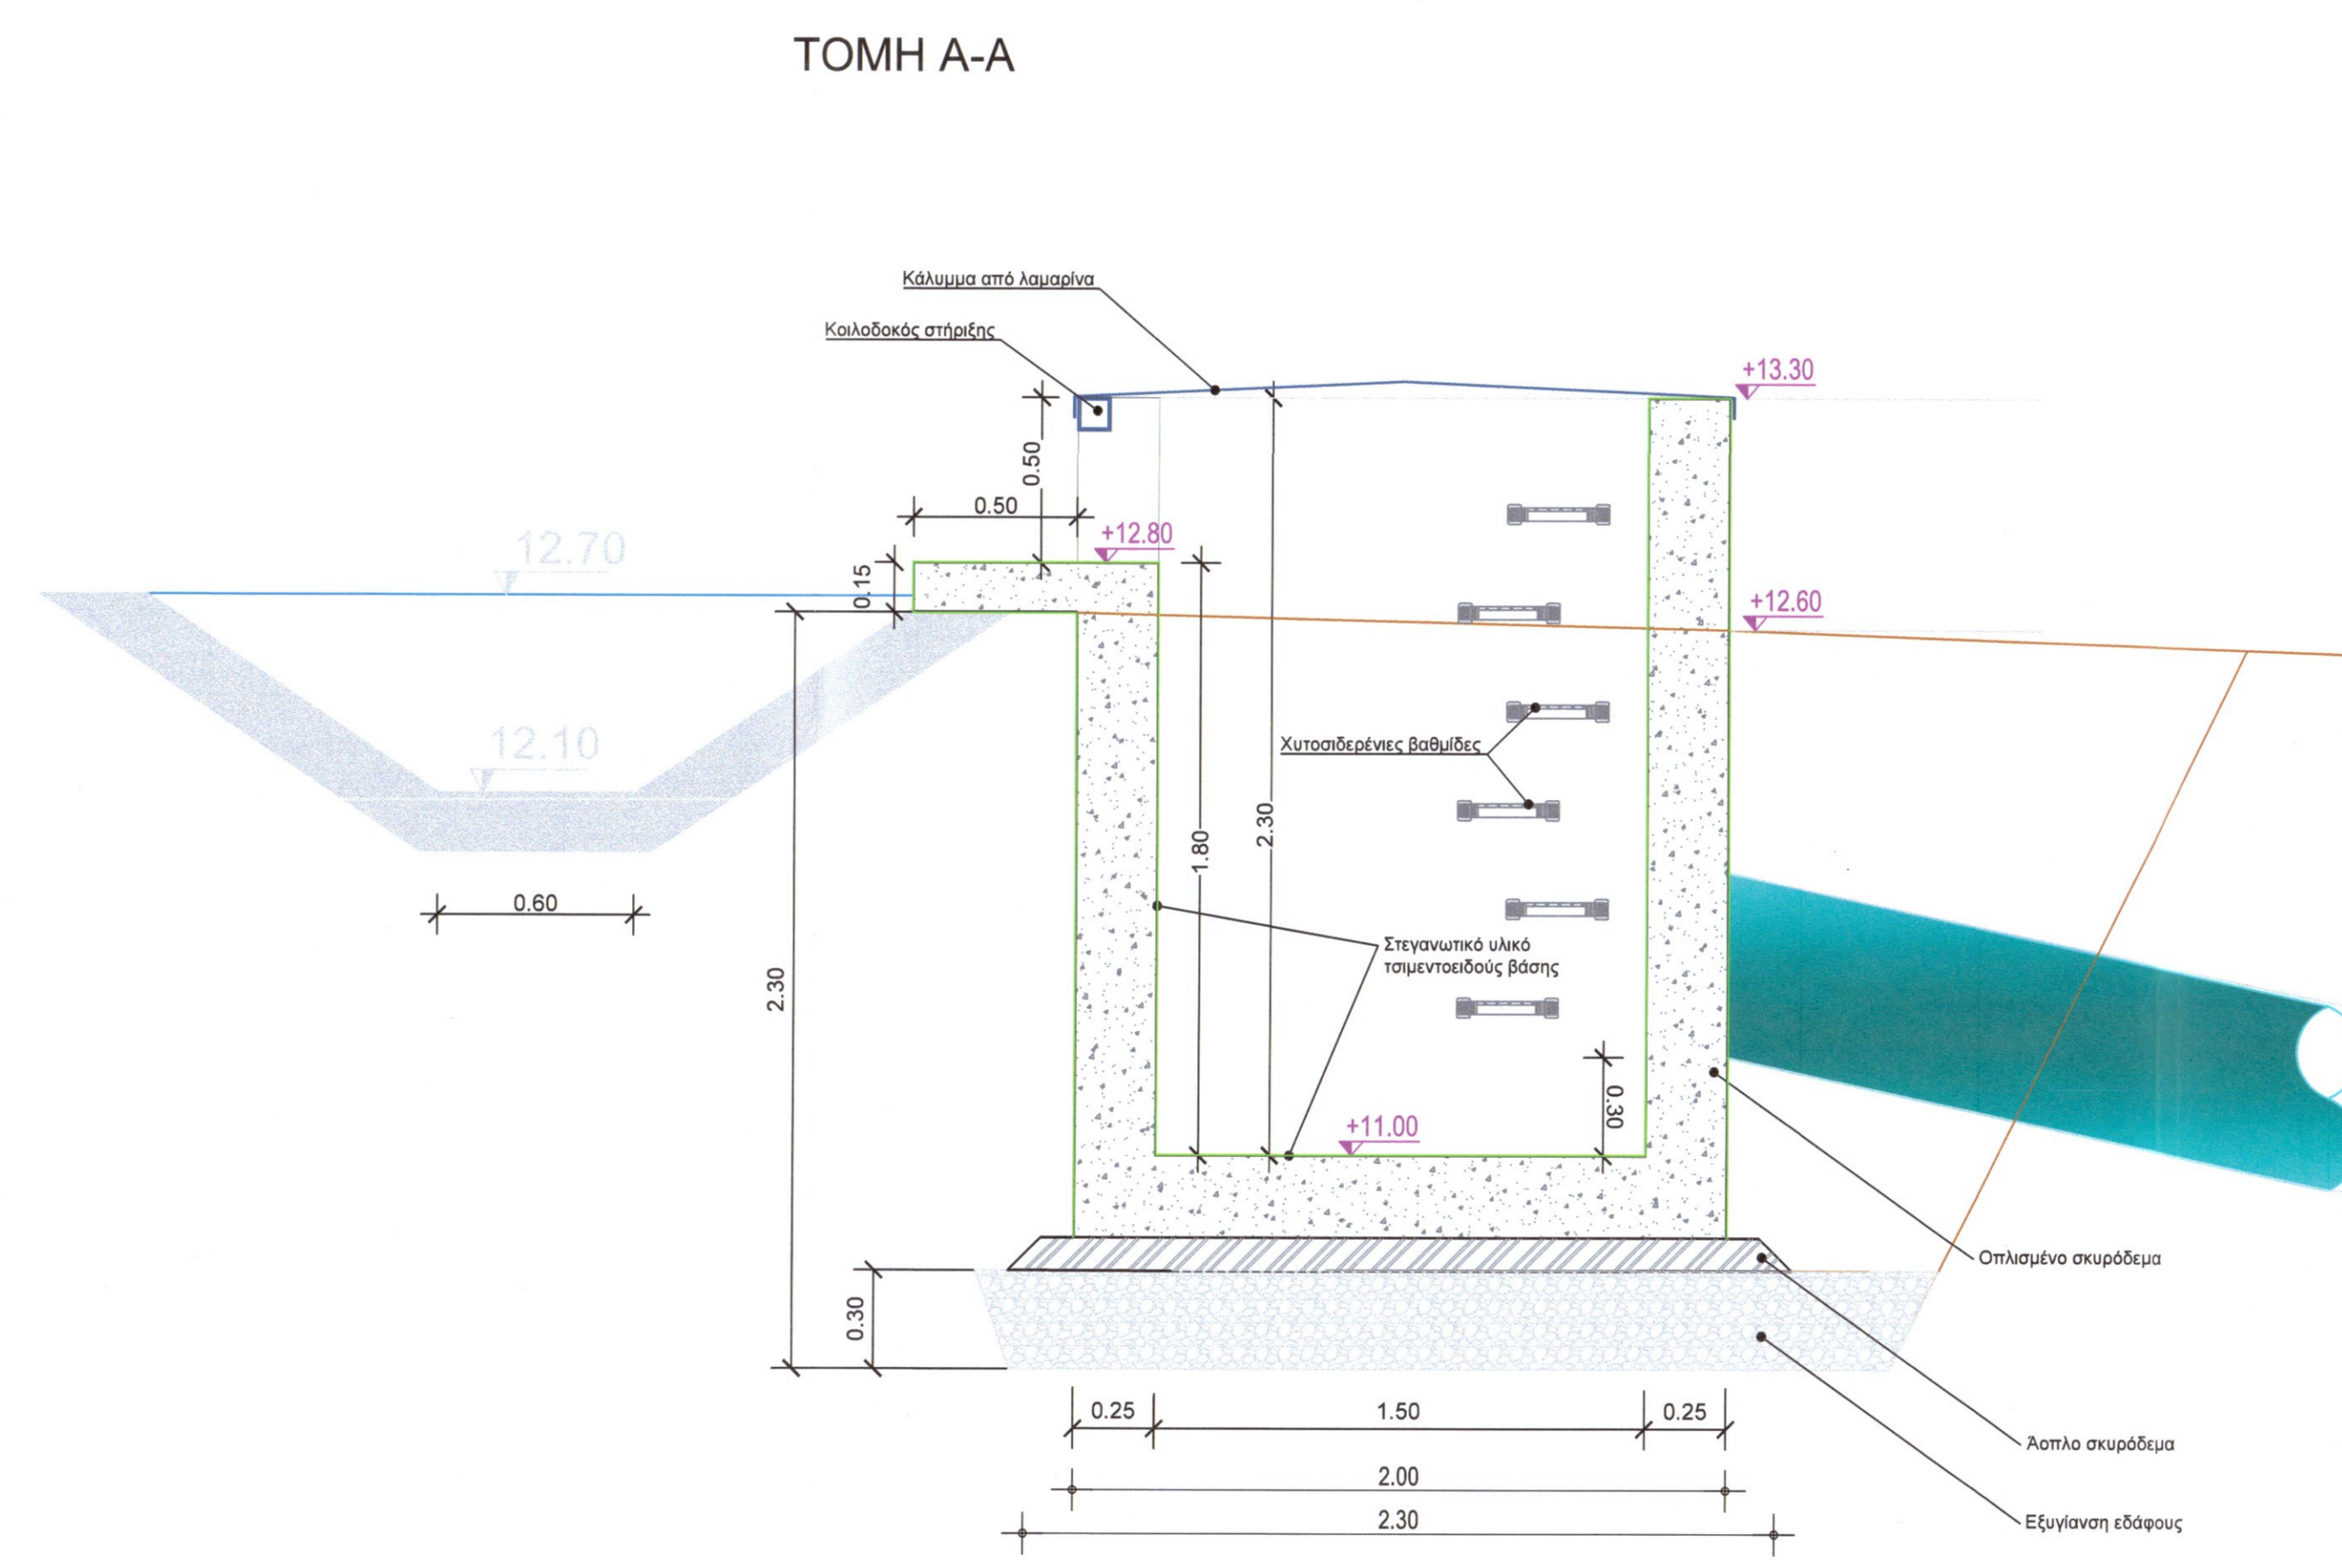 ΤΟΜΗ Α-Α
Κάλυμμα από λαμαρίνα
Κοιλοδοκός στήριξης
+13.30
0.50
0.50
+12.80
12.70
0.15
+12.60
12.10
Χυτοσιδερένιες βαθμίδες
2.30
1.80
0.60
Στεγανωτικό υλικό
τσιμεντοειδούς βάσης
2.30
0.30
+11.00
Οπλισμένο σκυρόδεμα
0.30
0.25
1.50
0.25
Άοπλο σκυρόδεμα
2.00
2.30
Εξυγίανση εδάφους